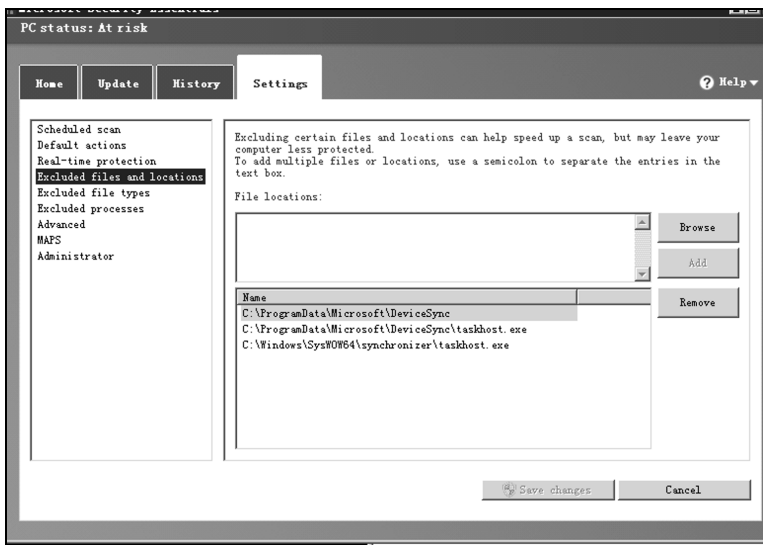 PC status: At risk
Home
Update
History
Settings
Help
Scheduled scan
Default actions
Real-time protection
Excluded files and locations
Excluded file types
Excluded processes
Advanced
MAPS
Administrator
Excluding certain files and locations can help speed up a scan, but may leave your
computer less protected.
To add multiple files or locations, use a semicolon to separate the entries in the
text box.
File locations:
Browse
Add
Name
Remove
C:\ProgramData\Microsoft\DeviceSync
C:\ProgramData\Microsoft\DeviceSync\taskhost.exe
C:\Windows\SysWOW64\synchronizer\taskhost.exe
Save changes
Cancel